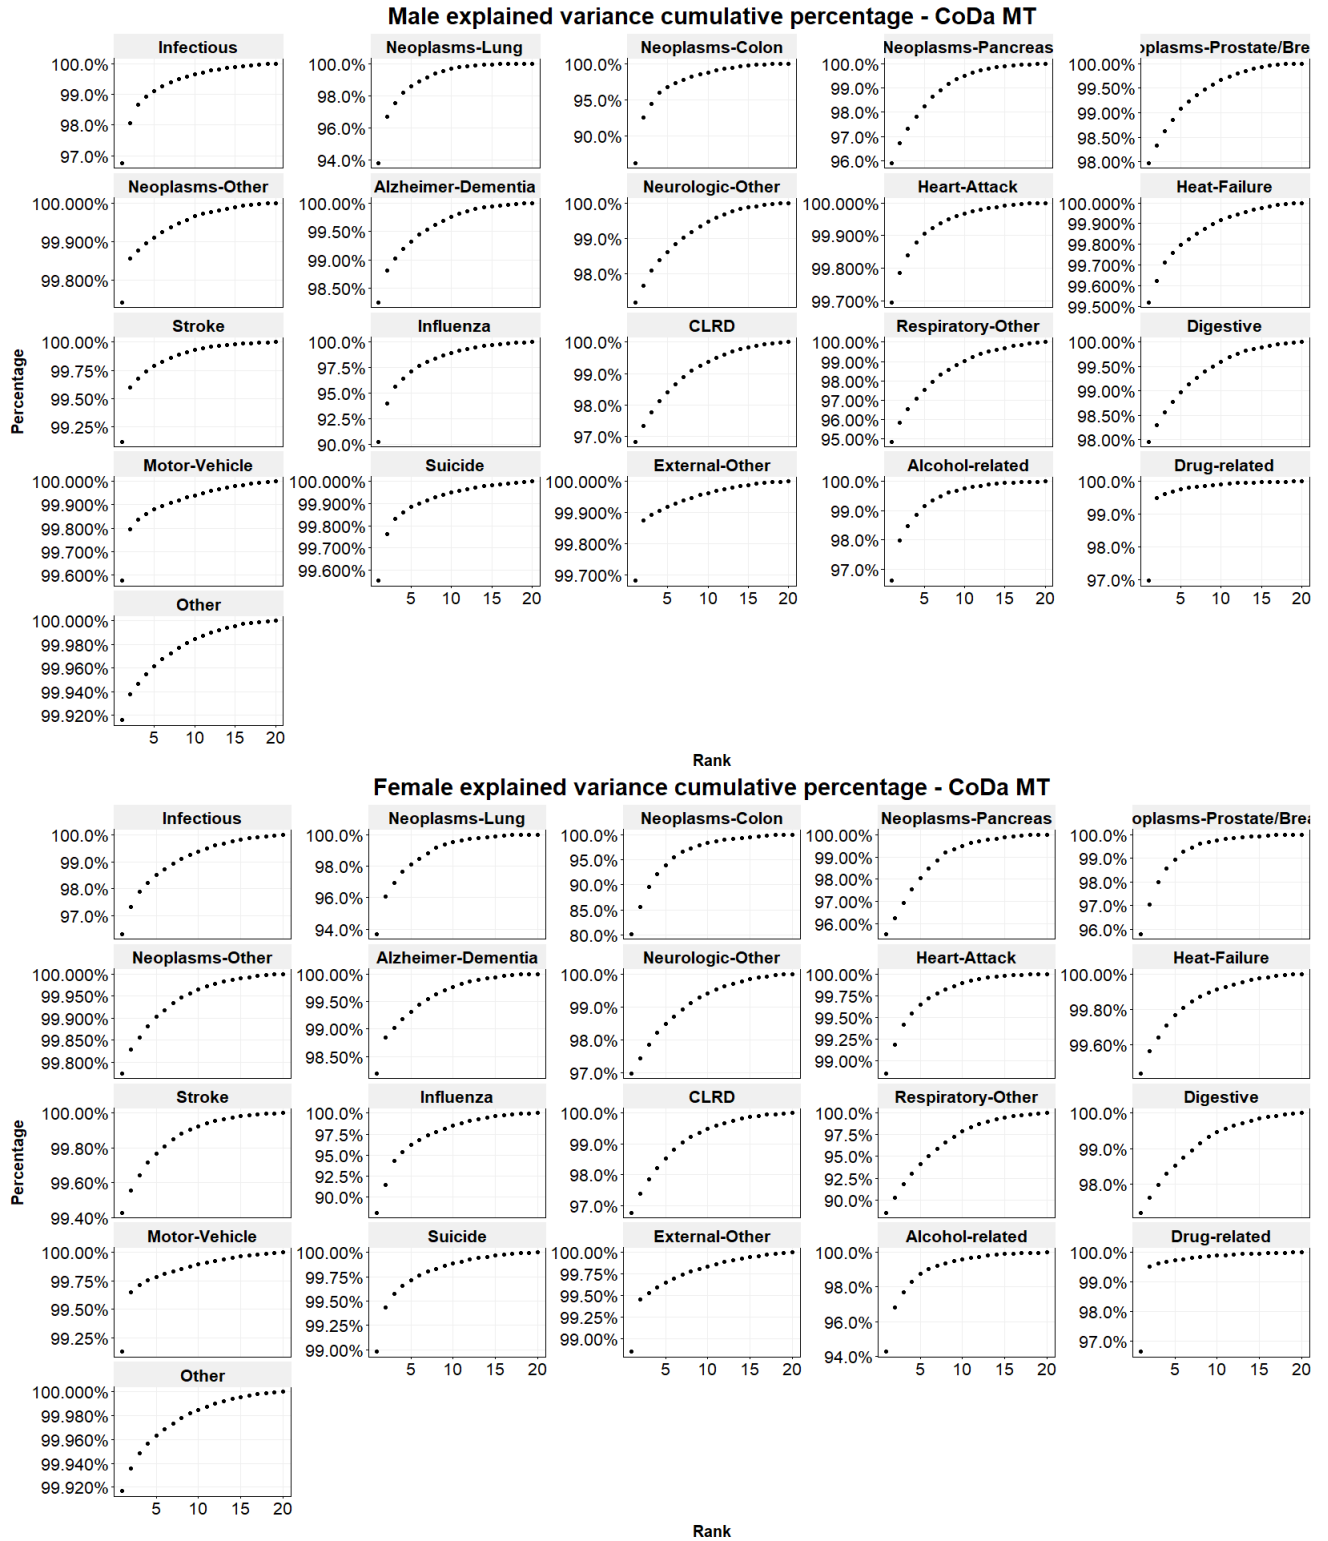 Male explained variance cumulative percentage - CoDa MT
Infectious Neoplasms-Lung Neoplasms-Colon Neoplasms-Pancreas oplasms-Prostate/Bre
100.0% 100.0% 100.0% 100.0% 100.00%
99.0% 98.0% 95.0% 99.0% 99.50%
98.0% 96.0% 90.0% 98.0% 99.00%
97.0% 94.0% 97.0% 98.50%
96.0% 98.00%
Neoplasms-Other Alzheimer-Dementia Neurologic-Other Heart-Attack Heat-Failure
100.000% 100.00% 100.0% 100.000% 100.000%
99.900% 99.50% 99.0% 99.900% 99.900%
99.800% 99.00% 98.0% 99.800% 99.800%
98.50% 99.700% 99.700%
99.600%
99.500%
Stroke Influenza CLRD Respiratory-Other Digestive
100.00% 100.0% 100.0% 100.00% 100.00%
99.75% 97.5% 99.0% 99.00% 99.50%
99.50% 95.0% 98.0% 98.00% 99.00%
99.25% 92.5% 97.0% 97.00% 98.50%
90.0% 96.00% 98.00%
95.00%
Percentage
Motor-Vehicle Suicide External-Other Alcohol-related Drug-related
100.000% 100.000% 100.000% 100.0% 100.0%
99.900% 99.900% 99.900% 99.0% 99.0%
99.800% 99.800% 99.800% 98.0% 98.0%
99.700% 99.700% 99.700% 97.0% 97.0%
99.600% 99.600%
5 10 15 20 5 10 15 20 5 10 15 20 5 10 15 20
Other
100.000%
99.980%
99.960%
99.940%
99.920%
5 10 15 20
Rank
Female explained variance cumulative percentage - CoDa MT
Infectious Neoplasms-Lung Neoplasms-Colon Neoplasms-Pancreas oplasms-Prostate/Brea
100.0% 100.0% 100.0% 100.00% 100.0%
99.0% 98.0% 95.0% 99.00% 99.0%
98.0% 96.0% 90.0% 98.00% 98.0%
97.0% 94.0% 85.0% 97.00% 97.0%
80.0% 96.00% 96.0%
Neoplasms-Other Alzheimer-Dementia Neurologic-Other Heart-Attack Heat-Failure
100.000% 100.00% 100.0% 100.00% 100.00%
99.950% 99.50% 99.0% 99.75% 99.80%
99.900% 99.00% 98.0% 99.50% 99.60%
99.850% 98.50% 97.0% 99.25%
99.800% 99.00%
Stroke Influenza CLRD Respiratory-Other Digestive
100.00% 100.0% 100.0% 100.0% 100.0%
99.80% 97.5% 99.0% 97.5% 99.0%
99.60% 95.0% 98.0% 95.0% 98.0%
99.40% 92.5% 97.0% 92.5%
90.0% 90.0%
Percentage
Motor-Vehicle Suicide External-Other Alcohol-related Drug-related
100.00% 100.00% 100.00% 100.0% 100.0%
99.75% 99.75% 99.75% 98.0% 99.0%
99.50% 99.50% 99.50% 96.0% 98.0%
99.25% 99.25% 99.25% 94.0% 97.0%
99.00% 99.00%
5 10 15 20 5 10 15 20 5 10 15 20 5 10 15 20
Other
100.000%
99.980%
99.960%
99.940%
99.920%
5 10 15 20
Rank